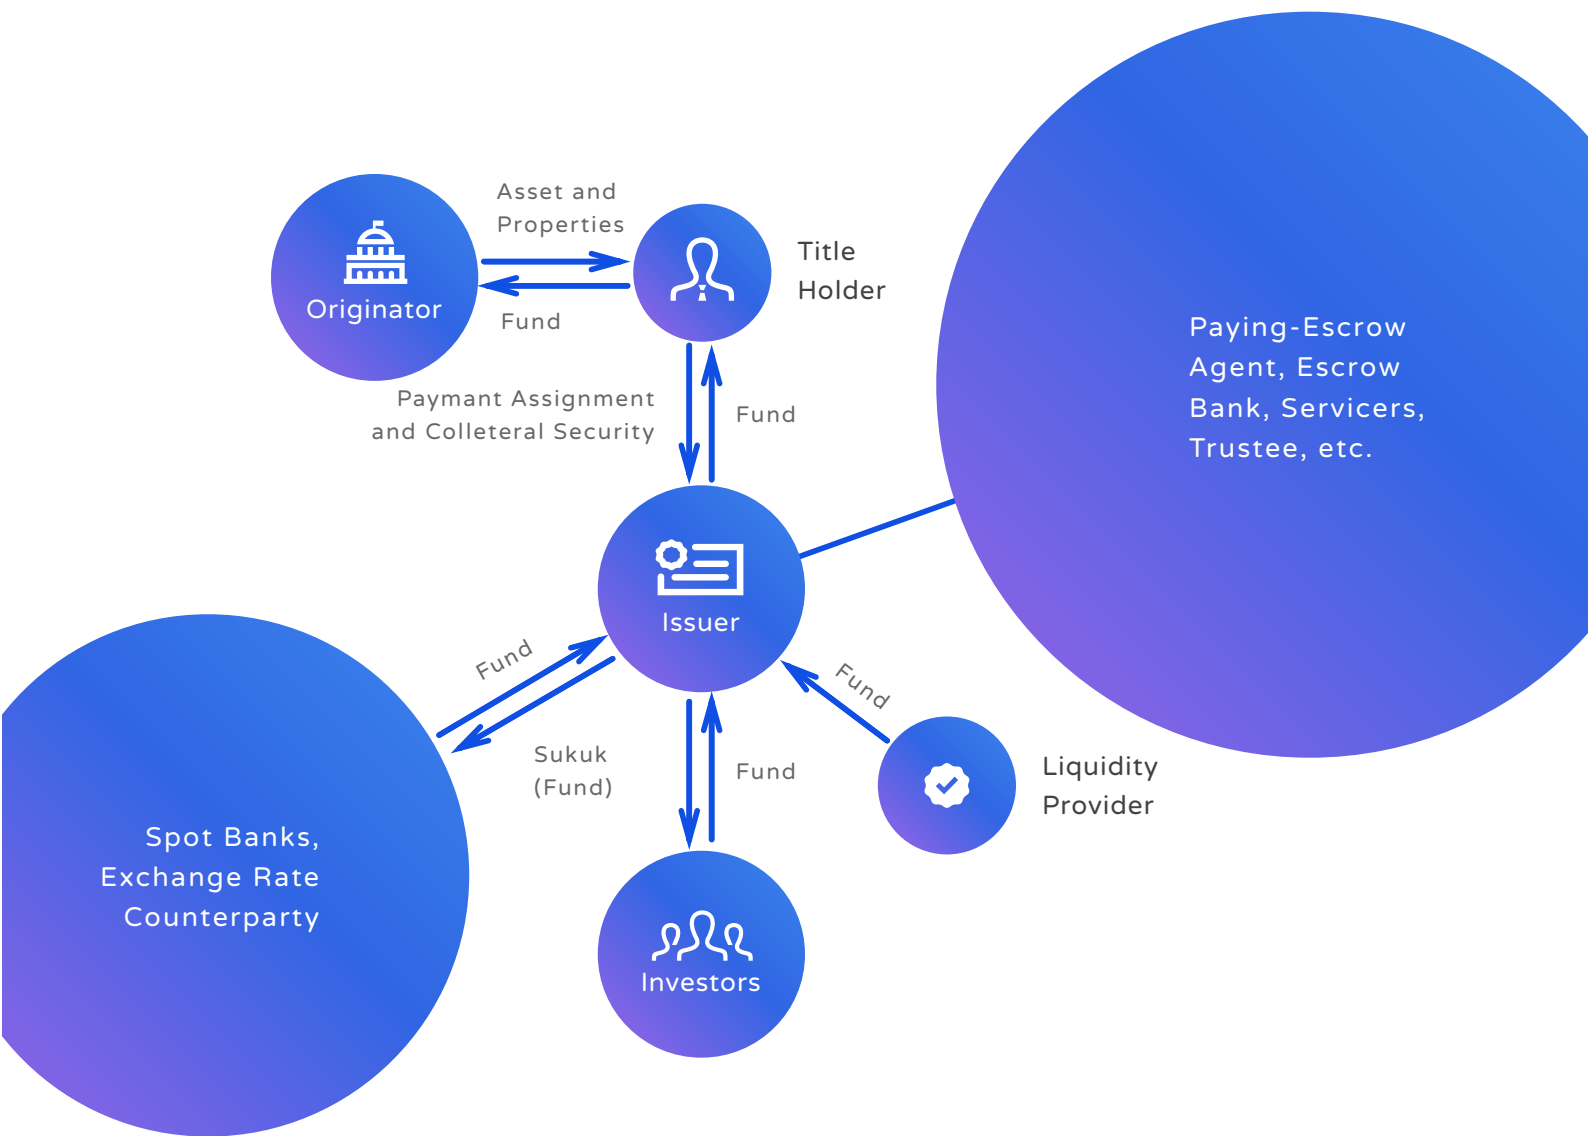 Asset and
Properties
Originator
Fund
Title
Holder
Paying-Escrow
Agent, Escrow
Bank, Servicers,
Trustee, etc.
Paymant Assignment
and Colleteral Security
Fund
Issuer
Fund
Sukuk
(Fund)
Fund
Fund
Liquidity
Provider
Spot Banks,
Exchange Rate
Counterparty
Investors